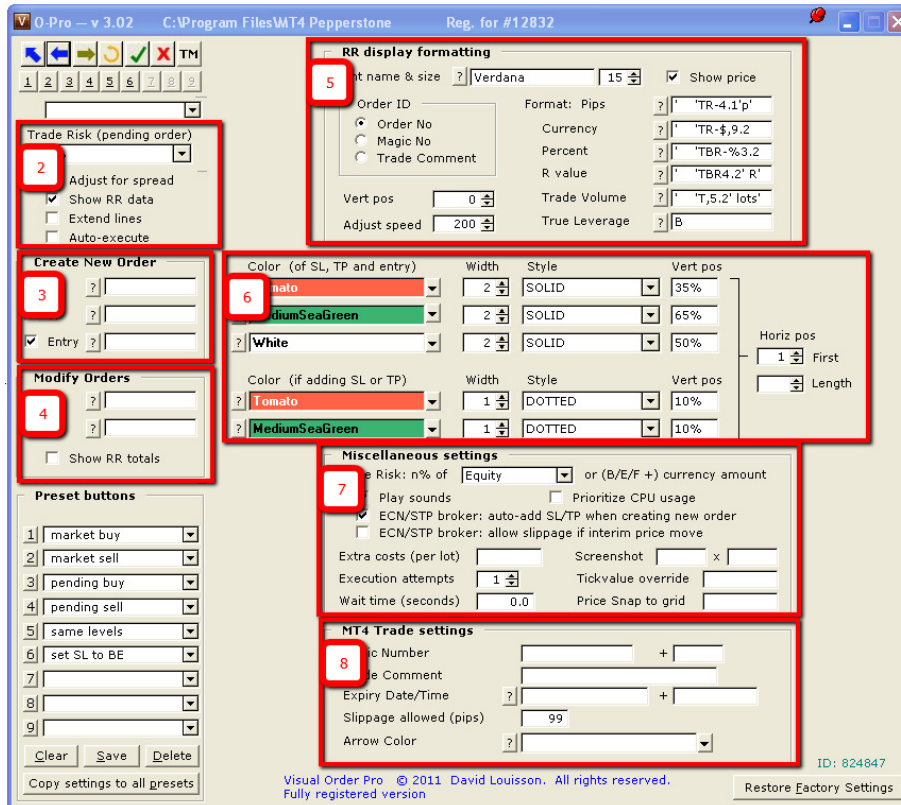 O-Pro — v 3.02 C:\Program Files\MT4 Pepperstone Reg. for #12832
TM
1 2 3 4 5 6 7 8 9
Trade Risk (pending order)
2
Adjust for spread
Show RR data
Extend lines
Auto-execute
Create New Order
3
?
?
Entry ?
Modify Orders
4
?
?
Show RR totals
Preset buttons
1 market buy
2 market sell
3 pending buy
4 pending sell
5 same levels
6 set SL to BE
7
8
9
Clear Save Delete
Copy settings to all presets
RR display formatting
5
name & size ? Verdana 15 Show price
Order ID
Order No
Magic No
Trade Comment
Vert pos 0
Adjust speed 200
Format: Pips ? ' 'TR-4.1'p'
Currency ? ' 'TR-$,9.2
Percent ? ' 'TBR-%3.2
R value ? ' 'TBR4.2' R'
Trade Volume ? ' 'T,5.2' lots'
True Leverage ? B
Color (of SL, TP and entry) Width Style Vert pos
6
mato 2 SOLID 35%
diumSeaGreen 2 SOLID 65%
? White 2 SOLID 50%
Horiz pos
1 First
Length
Color (if adding SL or TP) Width Style Vert pos
? Tomato 1 DOTTED 10%
? MediumSeaGreen 1 DOTTED 10%
Miscellaneous settings
7
Risk: n% of Equity or (B/E/F +) currency amount
Play sounds Prioritize CPU usage
ECN/STP broker: auto-add SL/TP when creating new order
ECN/STP broker: allow slippage if interim price move
Extra costs (per lot) Screenshot x
Execution attempts 1 Tickvalue override
Wait time (seconds) 0.0 Price Snap to grid
MT4 Trade settings
8
Number +
Comment
Expiry Date/Time ? +
Slippage allowed (pips) 99
Arrow Color ?
ID: 824847
Visual Order Pro © 2011 David Louisson. All rights reserved.
Fully registered version
Restore Factory Settings